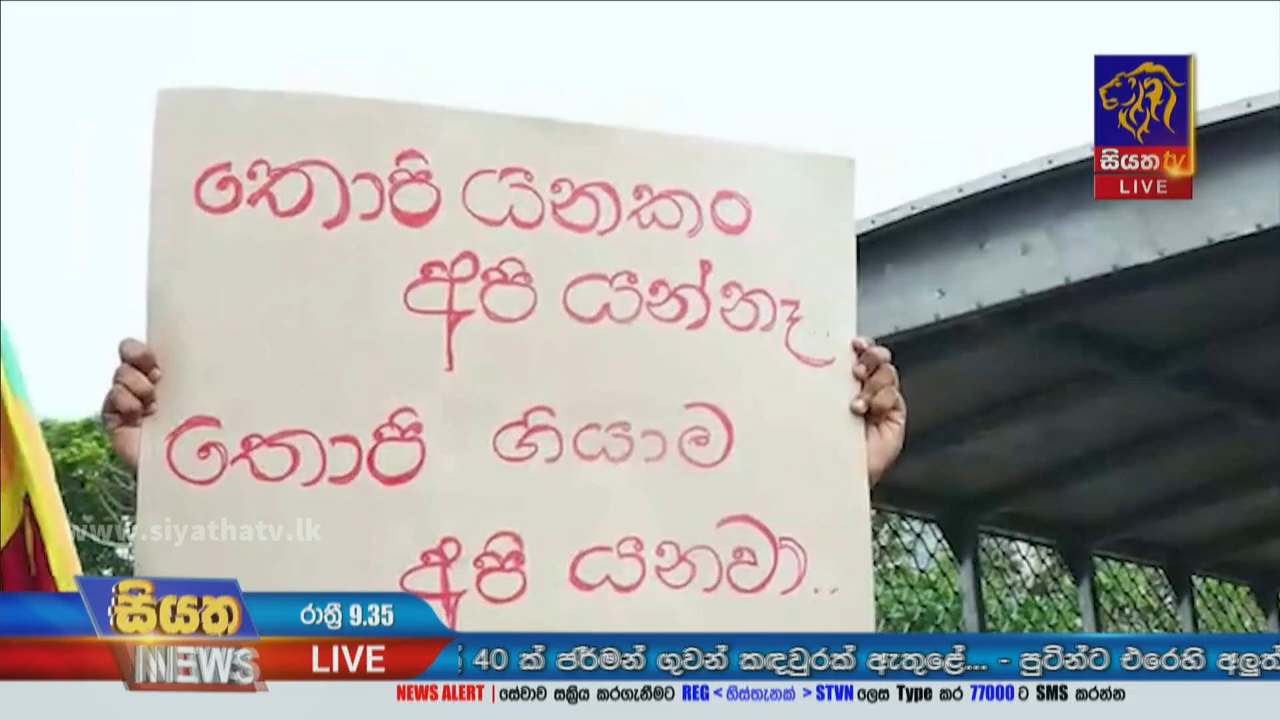 සියත tv
LIVE
තොපි යනකං
අපි යන්නෑ..
තොපි ගියාම
අපි යනවා..
www.siyathatv.lk
සියත
NEWS
රාත්‍රී 9.35
LIVE
40 ක් ජර්මන් ගුවන් කඳවුරක් ඇතුළේ... - පුටින්ට එරෙහි අලුත්
NEWS ALERT | සේවාව සක්‍රිය කරගැනීමට REG < හිස්තැනක් > STVN ලෙස Type කර 77000 ට SMS කරන්න